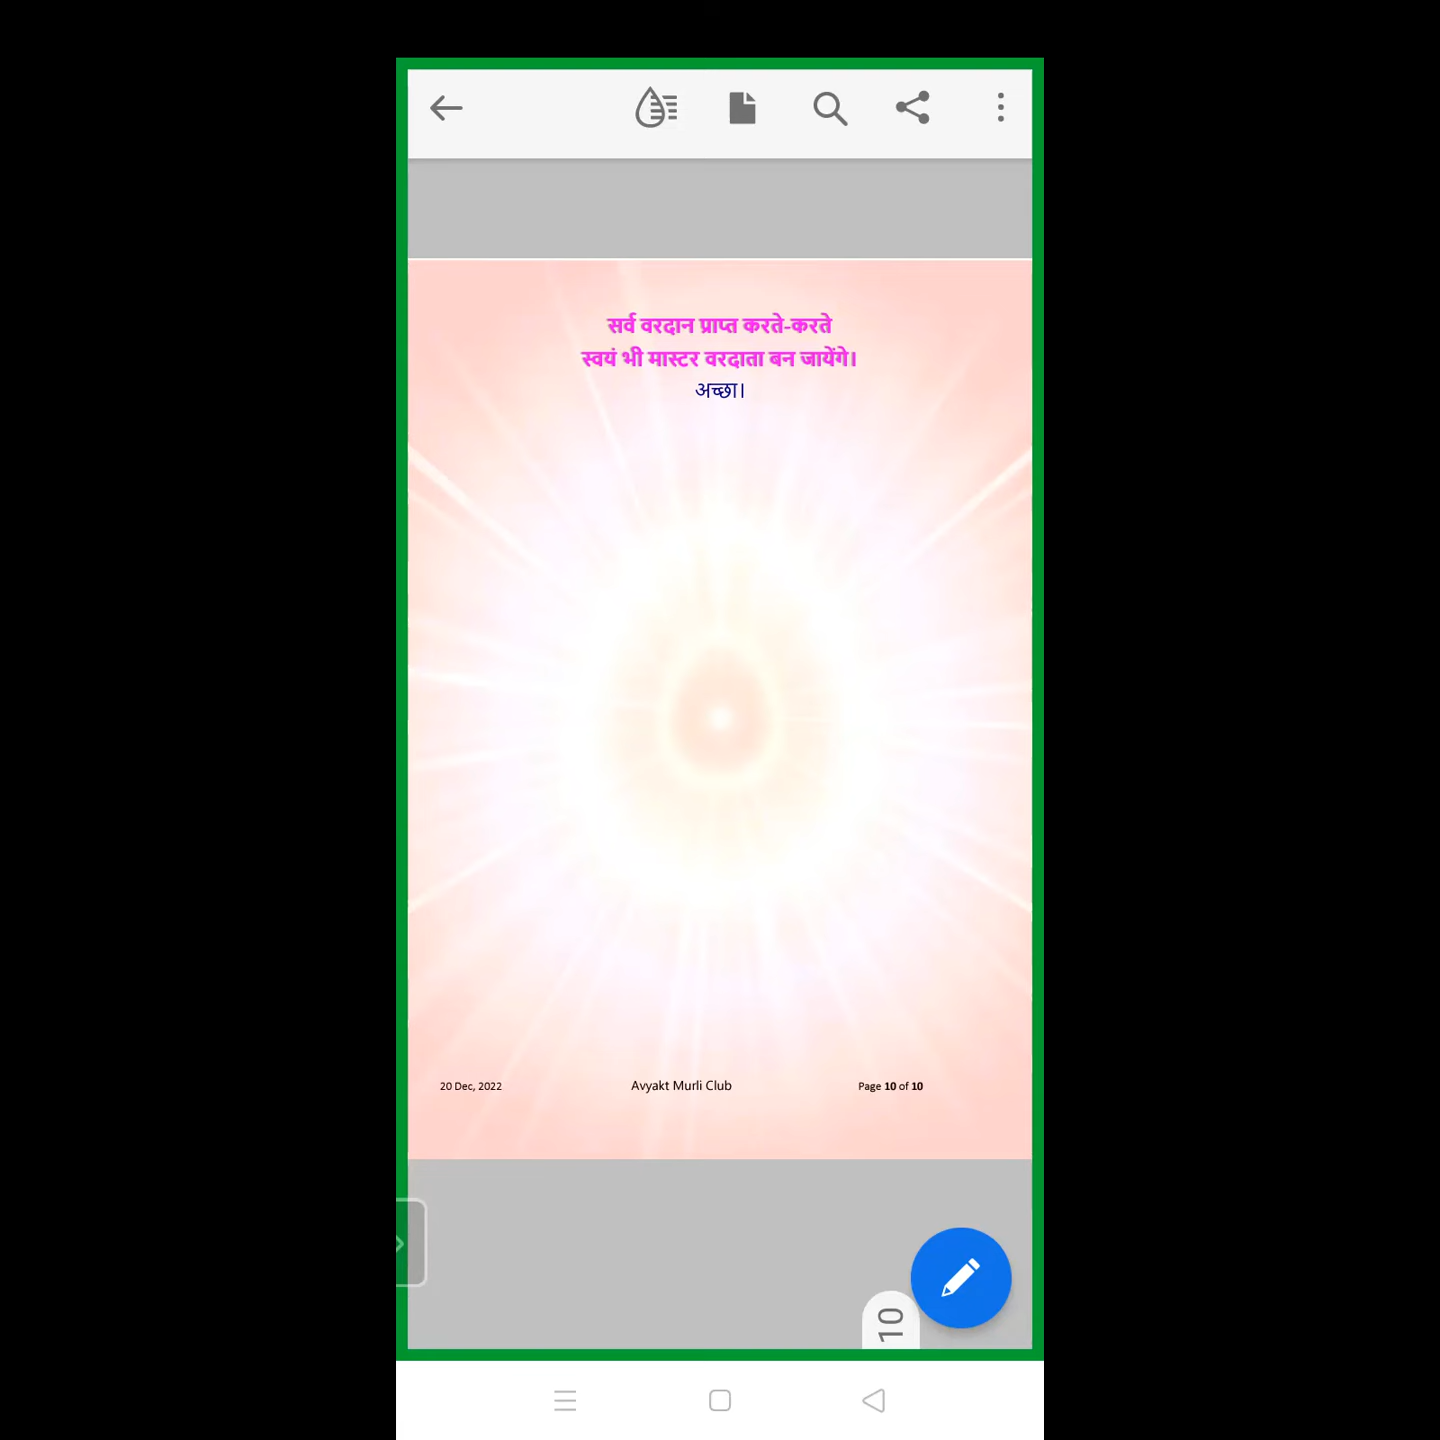 सर्व वरदान प्राप्त करते-करते
स्वयं भी मास्टर वरदाता बन जायेंगे।
अच्छा।
20 Dec, 2022 Avyakt Murli Club Page 10 of 10
10